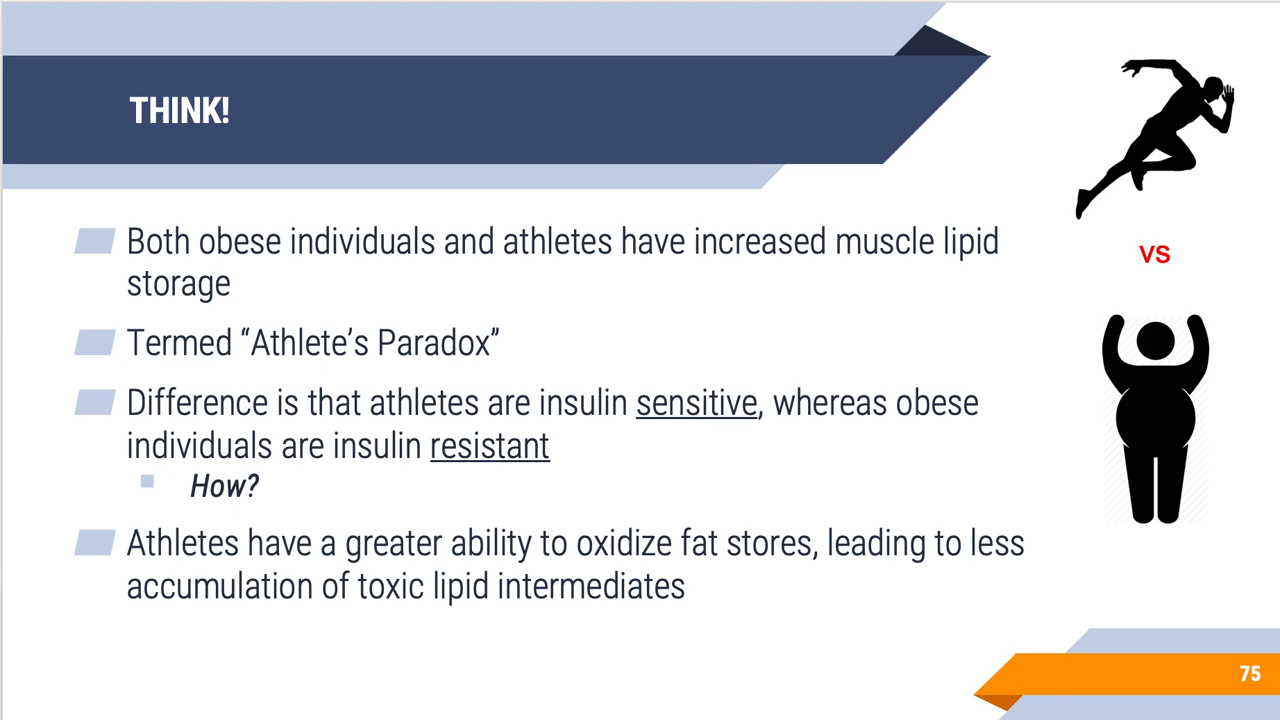 THINK!
VS
Both obese individuals and athletes have increased muscle lipid
storage
Termed “Athlete’s Paradox”
Difference is that athletes are insulin sensitive, whereas obese
individuals are insulin resistant
How?
Athletes have a greater ability to oxidize fat stores, leading to less
accumulation of toxic lipid intermediates
75